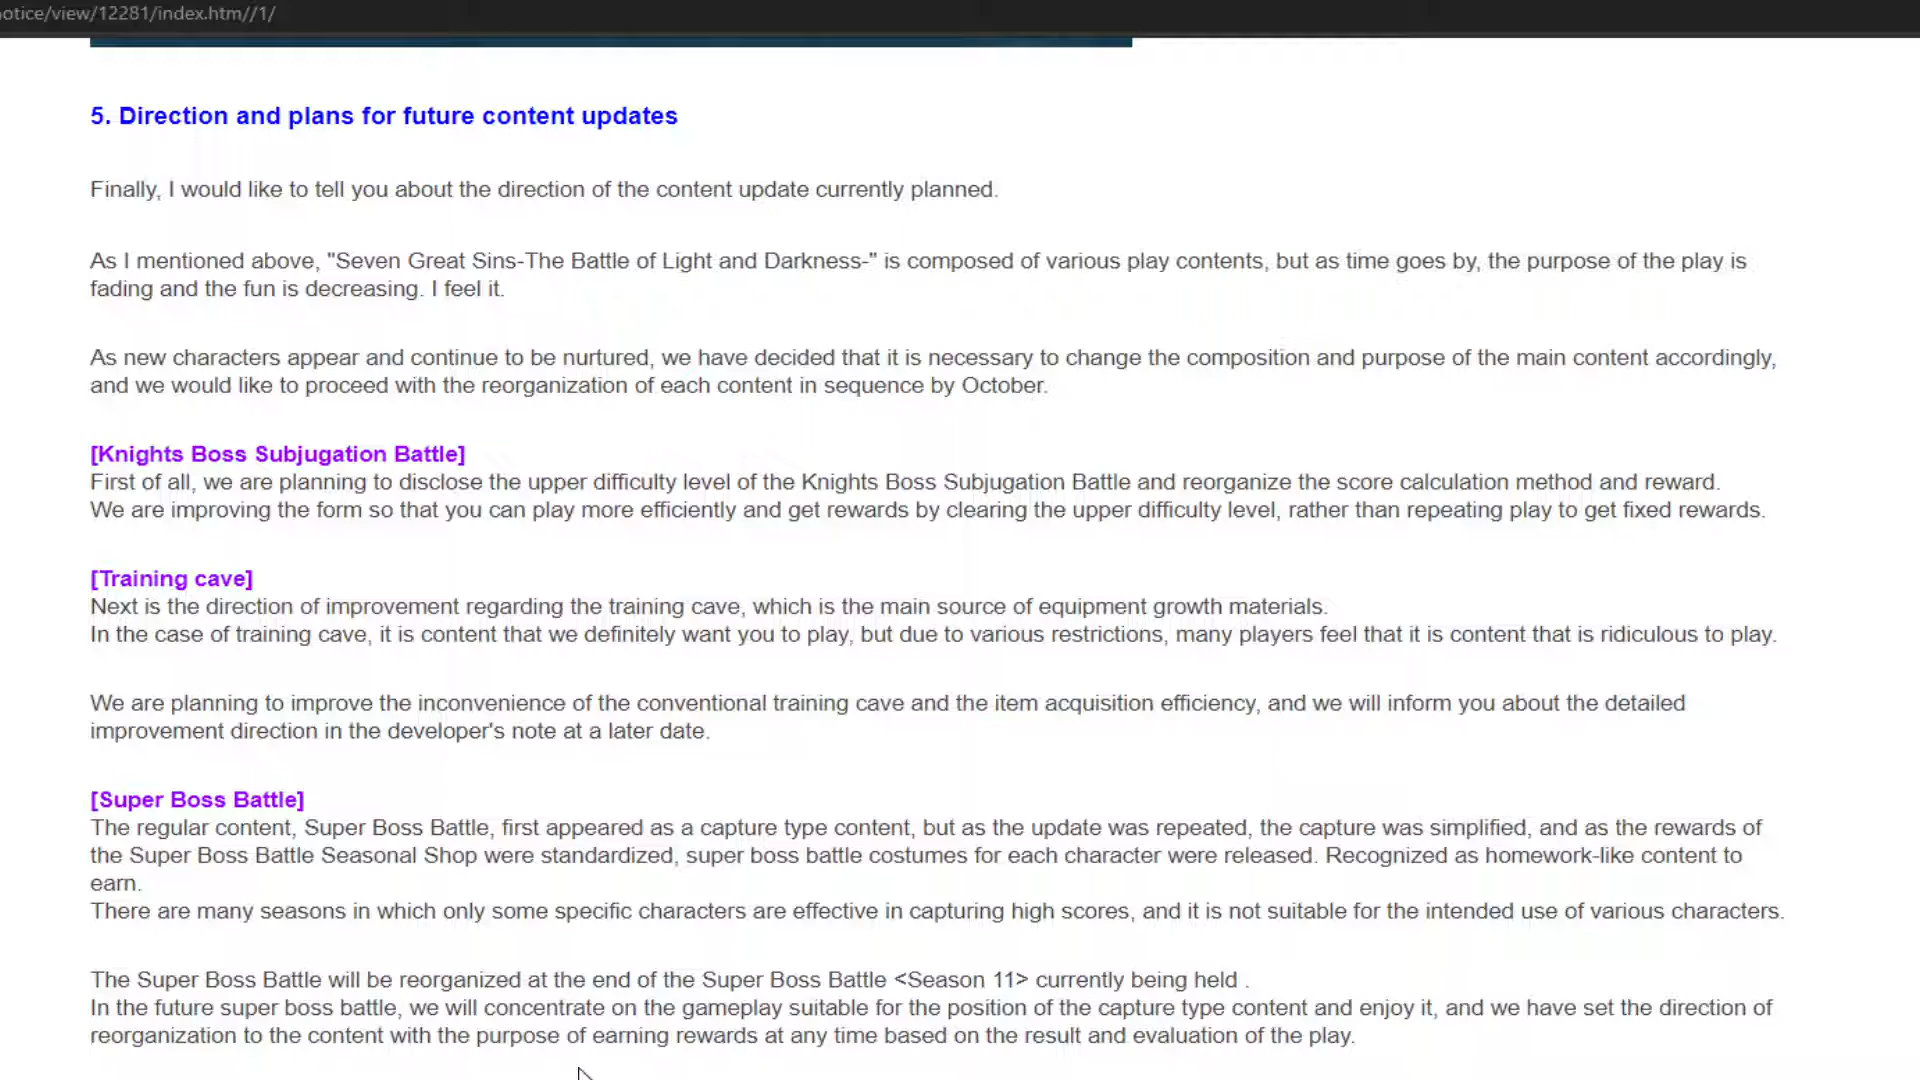 notice/view/12281/index.htm//1/
5. Direction and plans for future content updates
Finally, I would like to tell you about the direction of the content update currently planned.
As I mentioned above, "Seven Great Sins-The Battle of Light and Darkness-" is composed of various play contents, but as time goes by, the purpose of the play is
fading and the fun is decreasing. I feel it.
As new characters appear and continue to be nurtured, we have decided that it is necessary to change the composition and purpose of the main content accordingly,
and we would like to proceed with the reorganization of each content in sequence by October.
[Knights Boss Subjugation Battle]
First of all, we are planning to disclose the upper difficulty level of the Knights Boss Subjugation Battle and reorganize the score calculation method and reward.
We are improving the form so that you can play more efficiently and get rewards by clearing the upper difficulty level, rather than repeating play to get fixed rewards.
[Training cave]
Next is the direction of improvement regarding the training cave, which is the main source of equipment growth materials.
In the case of training cave, it is content that we definitely want you to play, but due to various restrictions, many players feel that it is content that is ridiculous to play.
We are planning to improve the inconvenience of the conventional training cave and the item acquisition efficiency, and we will inform you about the detailed
improvement direction in the developer's note at a later date.
[Super Boss Battle]
The regular content, Super Boss Battle, first appeared as a capture type content, but as the update was repeated, the capture was simplified, and as the rewards of
the Super Boss Battle Seasonal Shop were standardized, super boss battle costumes for each character were released. Recognized as homework-like content to
earn.
There are many seasons in which only some specific characters are effective in capturing high scores, and it is not suitable for the intended use of various characters.
The Super Boss Battle will be reorganized at the end of the Super Boss Battle <Season 11> currently being held .
In the future super boss battle, we will concentrate on the gameplay suitable for the position of the capture type content and enjoy it, and we have set the direction of
reorganization to the content with the purpose of earning rewards at any time based on the result and evaluation of the play.